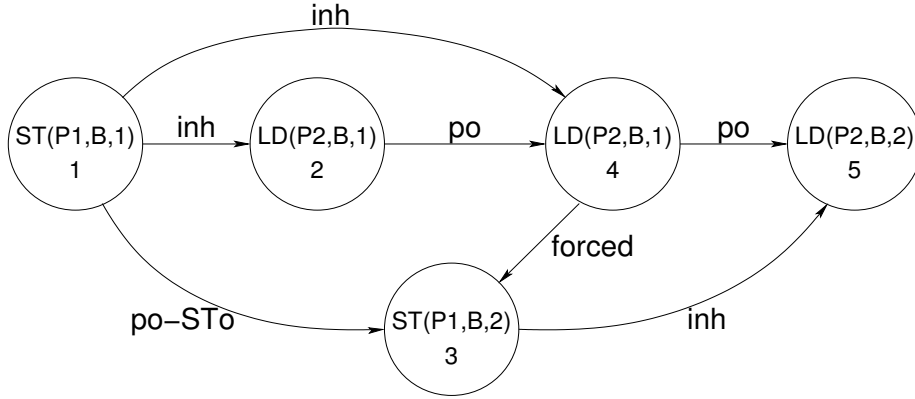 inh
ST(P1,B,1)
1
inh
LD(P2,B,1)
2
po
LD(P2,B,1)
4
po
LD(P2,B,2)
5
forced
po-STo
ST(P1,B,2)
3
inh